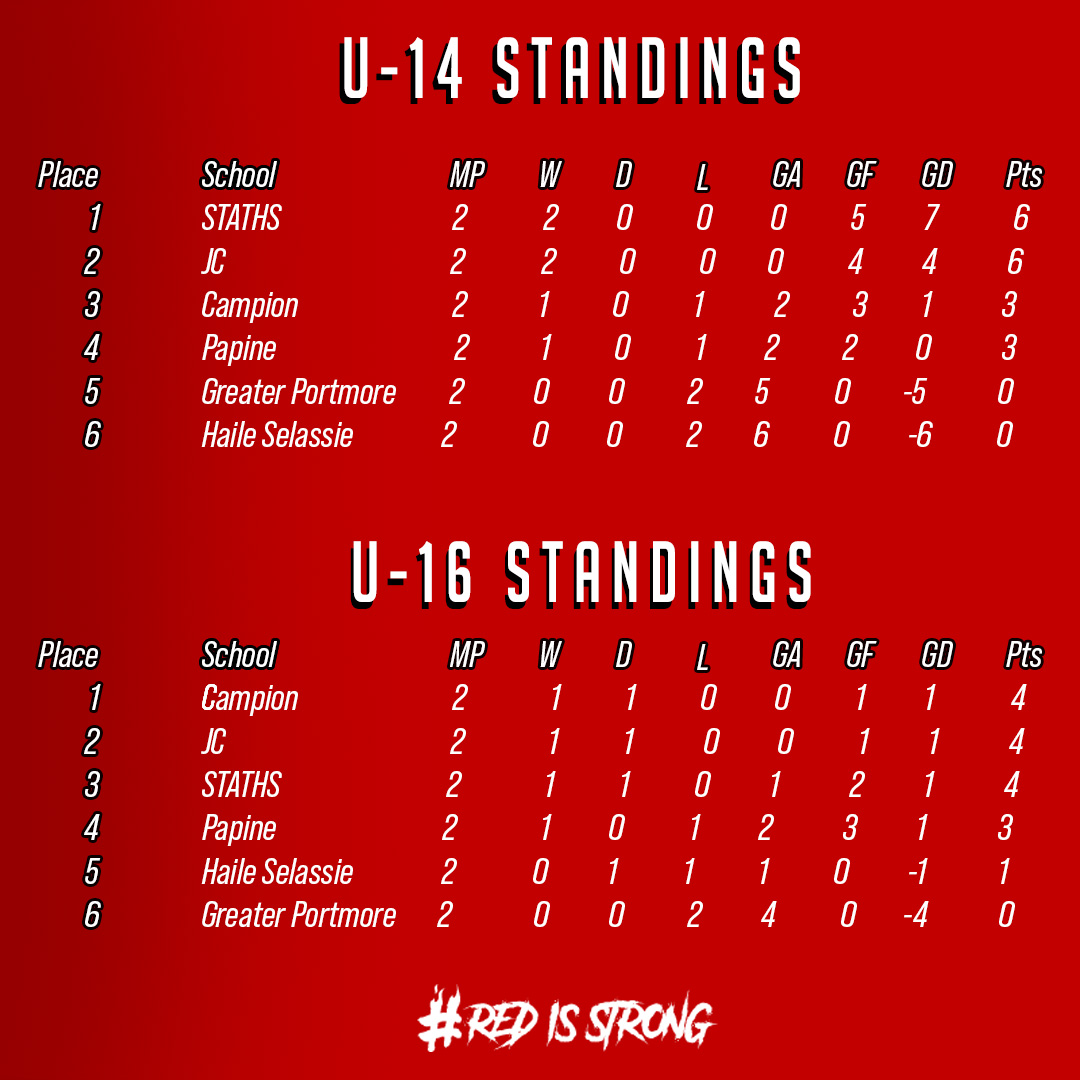 U-14 STANDINGS
Place School MP W D L GA GF GD Pts
1 STATHS 2 2 0 0 0 5 7 6
2 JC 2 2 0 0 0 4 4 6
3 Campion 2 1 0 1 2 3 1 3
4 Papine 2 1 0 1 2 2 0 3
5 Greater Portmore 2 0 0 2 5 0 -5 0
6 Haile Selassie 2 0 0 2 6 0 -6 0
U-16 STANDINGS
Place School MP W D L GA GF GD Pts
1 Campion 2 1 1 0 0 1 1 4
2 JC 2 1 1 0 0 1 1 4
3 STATHS 2 1 1 0 1 2 1 4
4 Papine 2 1 0 1 2 3 1 3
5 Haile Selassie 2 0 1 1 1 0 -1 1
6 Greater Portmore 2 0 0 2 4 0 -4 0
#RED IS STRONG